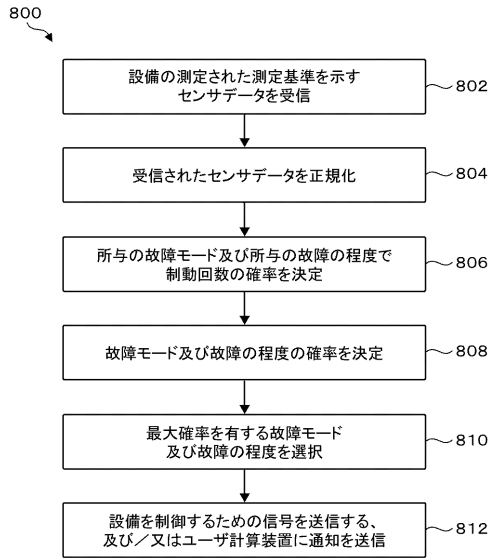 800
設備の測定された測定基準を示す
センサデータを受信
802
受信されたセンサデータを正規化
804
所与の故障モード及び所与の故障の程度で
制動回数の確率を決定
806
故障モード及び故障の程度の確率を決定
808
最大確率を有する故障モード
及び故障の程度を選択
810
設備を制御するための信号を送信する、
及び／又はユーザ計算装置に通知を送信
812